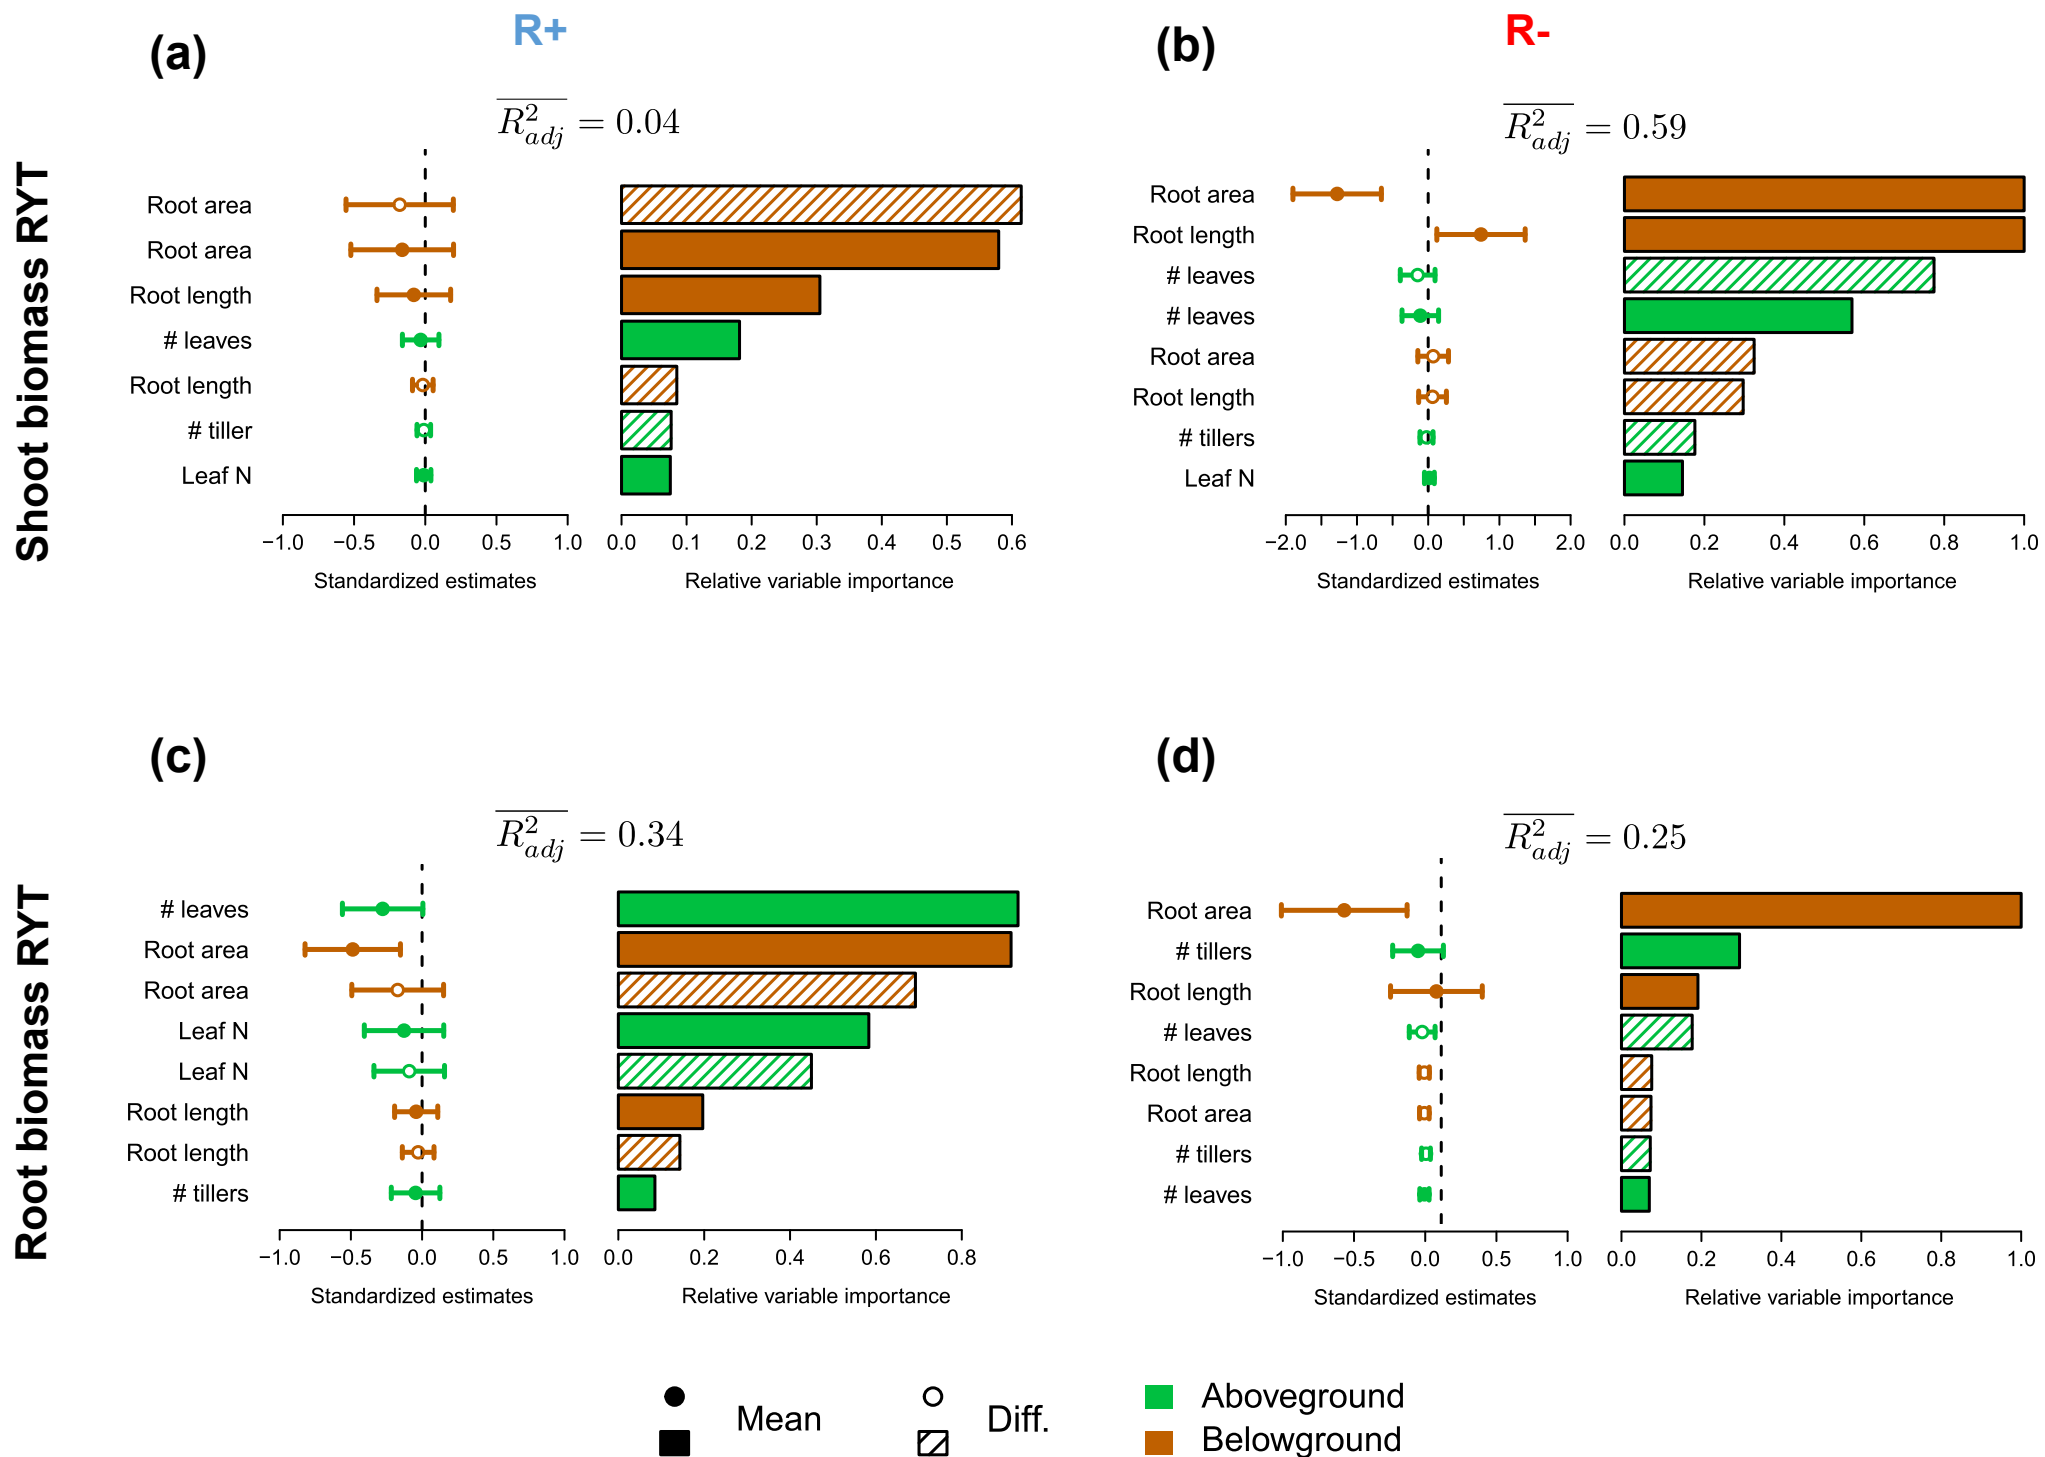 R+
R-
(a)
(b)
R²adj = 0.04
R²adj = 0.59
Shoot biomass RYT
Root area
Root area
Root length
# leaves
Root length
# tiller
Leaf N
−1.0 −0.5 0.0 0.5 1.0
Standardized estimates
0.0 0.1 0.2 0.3 0.4 0.5 0.6
Relative variable importance
Root area
Root length
# leaves
# leaves
Root area
Root length
# tillers
Leaf N
−2.0 −1.0 0.0 1.0 2.0
Standardized estimates
0.0 0.2 0.4 0.6 0.8 1.0
Relative variable importance
(c)
(d)
R²adj = 0.34
R²adj = 0.25
Root biomass RYT
# leaves
Root area
Root area
Leaf N
Leaf N
Root length
Root length
# tillers
−1.0 −0.5 0.0 0.5 1.0
Standardized estimates
0.0 0.2 0.4 0.6 0.8
Relative variable importance
Root area
# tillers
Root length
# leaves
Root length
Root area
# tillers
# leaves
−1.0 −0.5 0.0 0.5 1.0
Standardized estimates
0.0 0.2 0.4 0.6 0.8 1.0
Relative variable importance
Mean
Diff.
Aboveground
Belowground